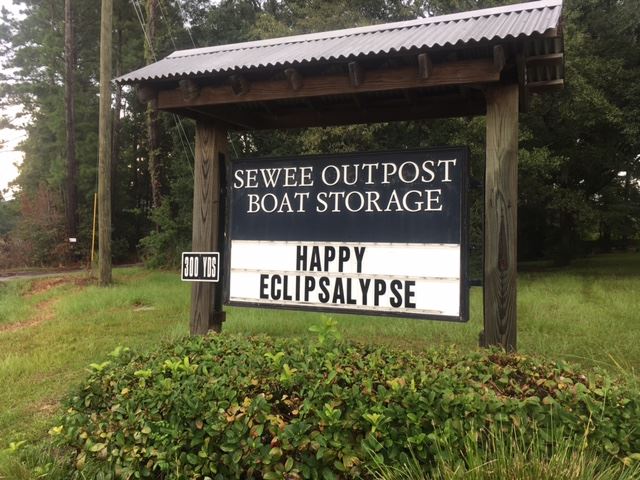 SEWEE OUTPOST
BOAT STORAGE
HAPPY
ECLIPSALYPSE
300 YDS